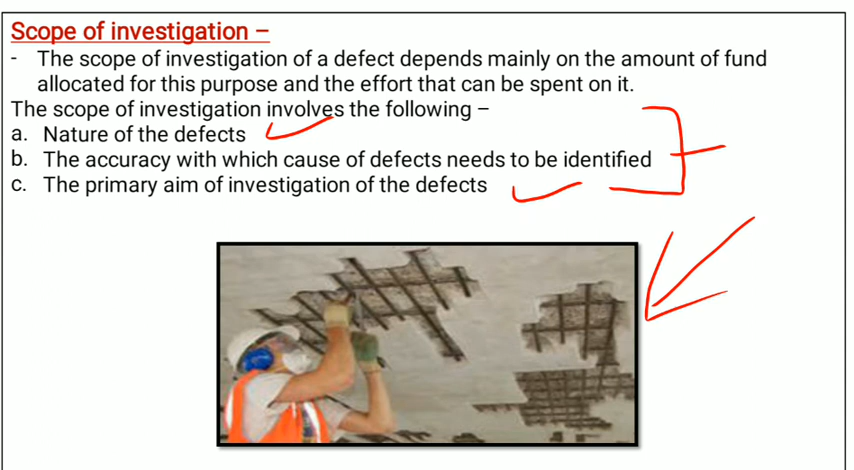 Scope of investigation –
- The scope of investigation of a defect depends mainly on the amount of fund
allocated for this purpose and the effort that can be spent on it.
The scope of investigation involves the following –
a. Nature of the defects
b. The accuracy with which cause of defects needs to be identified
c. The primary aim of investigation of the defects